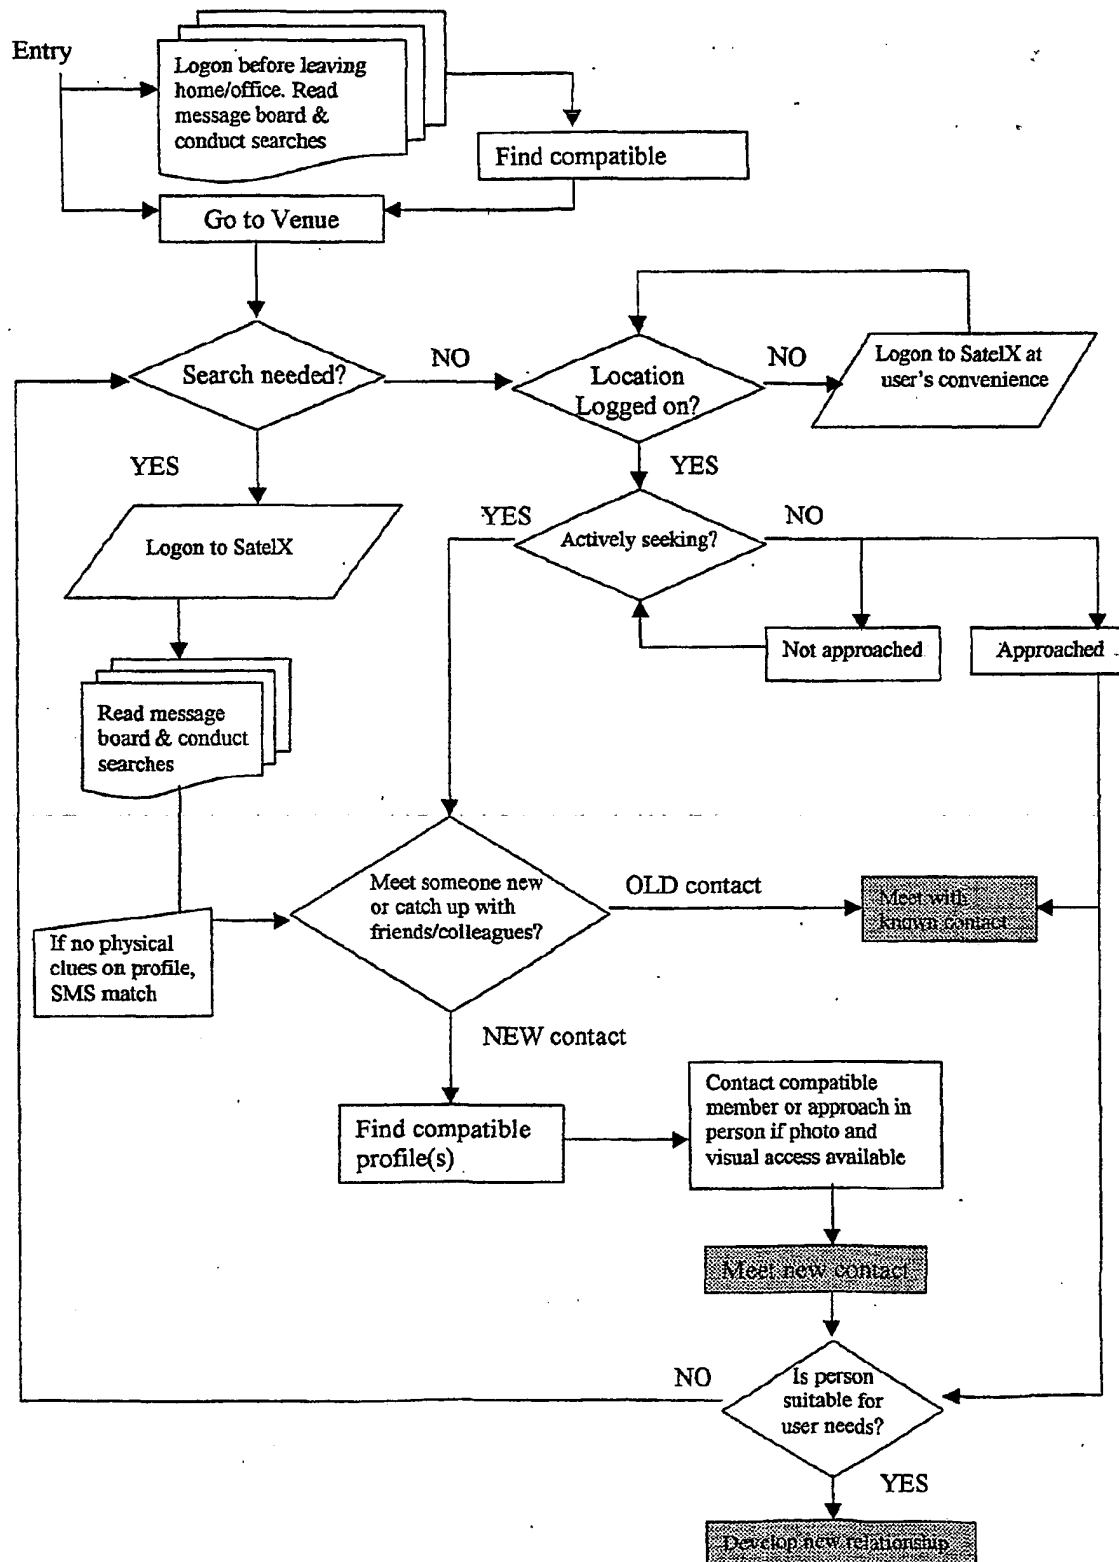 Entry
Logon before leaving
home/office. Read
message board &
conduct searches
Find compatible
Go to Venue
Search needed?
NO
Location
Logged on?
NO
Logon to SatelX at
user's convenience
YES
YES
Logon to SatelX
YES
Actively seeking?
NO
Not approached
Approached
Read message
board & conduct
searches
Meet someone new
or catch up with
friends/colleagues?
OLD contact
Meet with
known contact
If no physical
clues on profile,
SMS match
NEW contact
Find compatible
profile(s)
Contact compatible
member or approach in
person if photo and
visual access available
Meet new contact
NO
Is person
suitable for
user needs?
YES
Develop new relationship